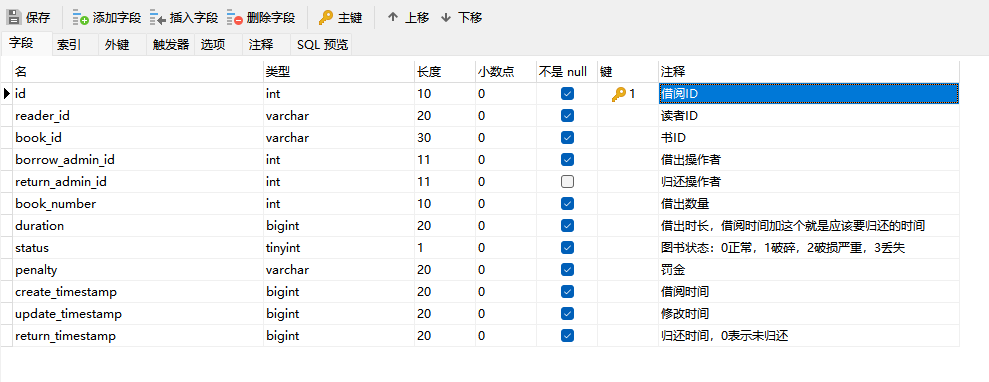 保存 添加字段 插入字段 删除字段 主键 上移 下移
字段 索引 外键 触发器 选项 注释 SQL 预览
名 类型 长度 小数点 不是 null 键 注释
id int 10 0 1 借阅ID
reader_id varchar 20 0 读者ID
book_id varchar 30 0 书ID
borrow_admin_id int 11 0 借出操作者
return_admin_id int 11 0 归还操作者
book_number int 10 0 借出数量
duration bigint 20 0 借出时长，借阅时间加这个就是应该要归还的时间
status tinyint 1 0 图书状态：0正常，1破碎，2破损严重，3丢失
penalty varchar 20 0 罚金
create_timestamp bigint 20 0 借阅时间
update_timestamp bigint 20 0 修改时间
return_timestamp bigint 20 0 归还时间，0表示未归还